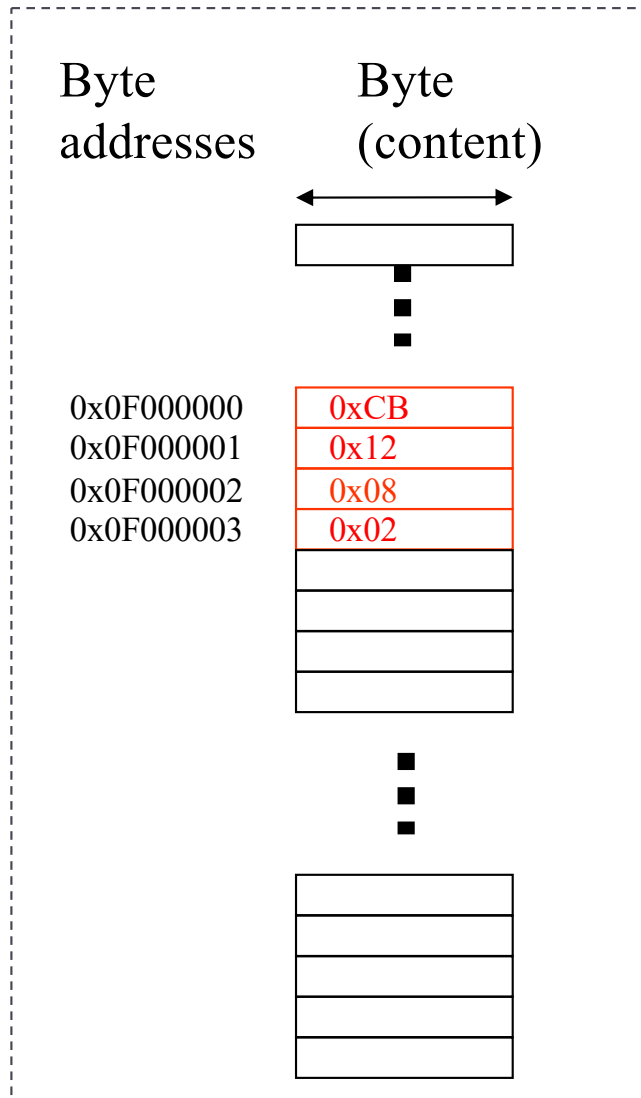 Byte addresses
Byte (content)
0x0F000000 0xCB
0x0F000001 0x12
0x0F000002 0x08
0x0F000003 0x02